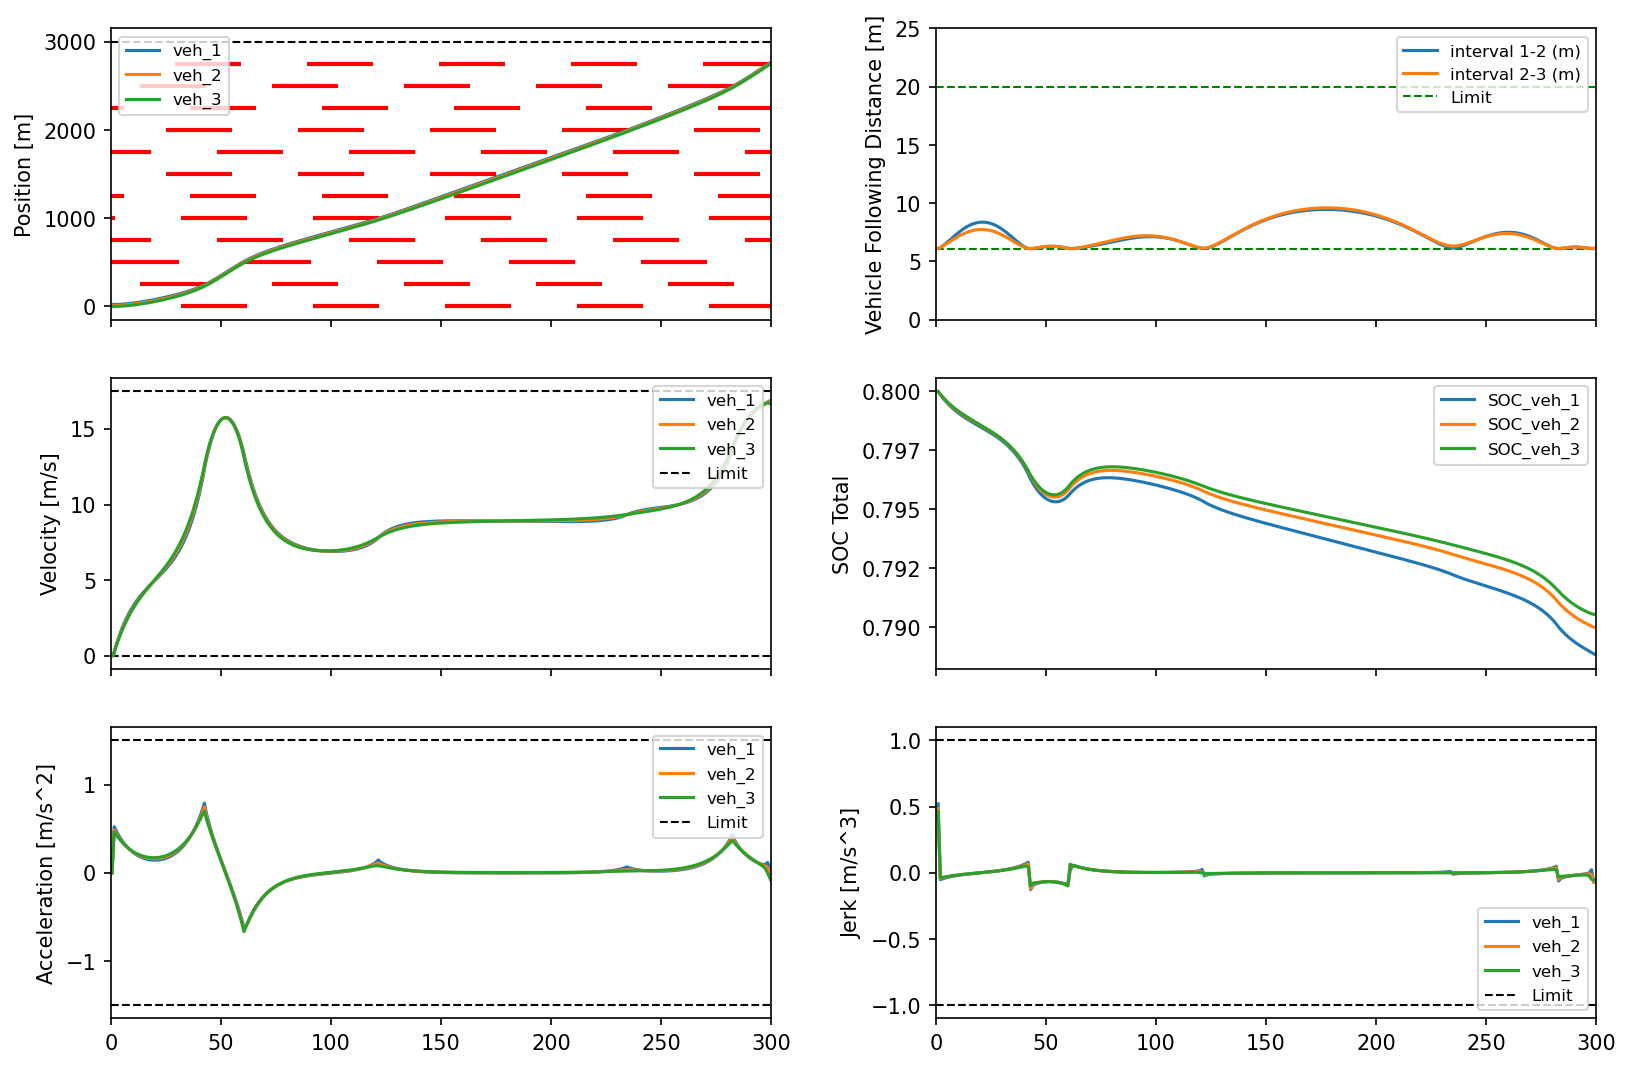 Position [m]
3000
2000
1000
0
veh_1
veh_2
veh_3
Vehicle Following Distance [m]
25
20
15
10
5
0
interval 1-2 (m)
interval 2-3 (m)
Limit
Velocity [m/s]
15
10
5
0
veh_1
veh_2
veh_3
Limit
SOC Total
0.800
0.797
0.795
0.792
0.790
SOC_veh_1
SOC_veh_2
SOC_veh_3
Acceleration [m/s^2]
1
0
−1
veh_1
veh_2
veh_3
Limit
0 50 100 150 200 250 300
Jerk [m/s^3]
1.0
0.5
0.0
−0.5
−1.0
veh_1
veh_2
veh_3
Limit
0 50 100 150 200 250 300